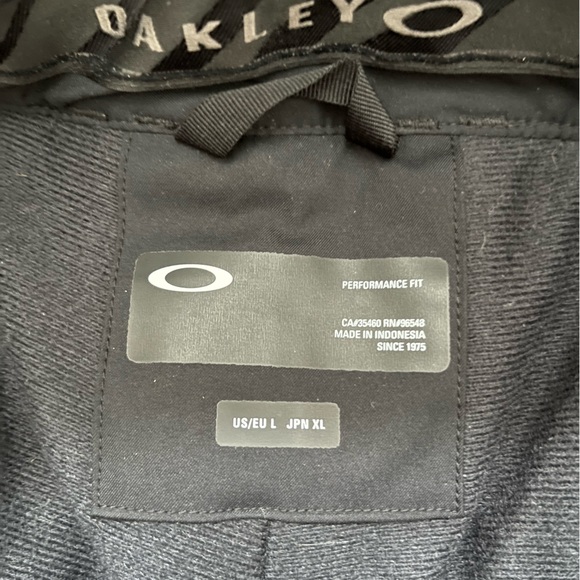 OAKLEY
PERFORMANCE FIT
CA#35460 RN#96548
MADE IN INDONESIA
SINCE 1975
US/EU L JPN XL